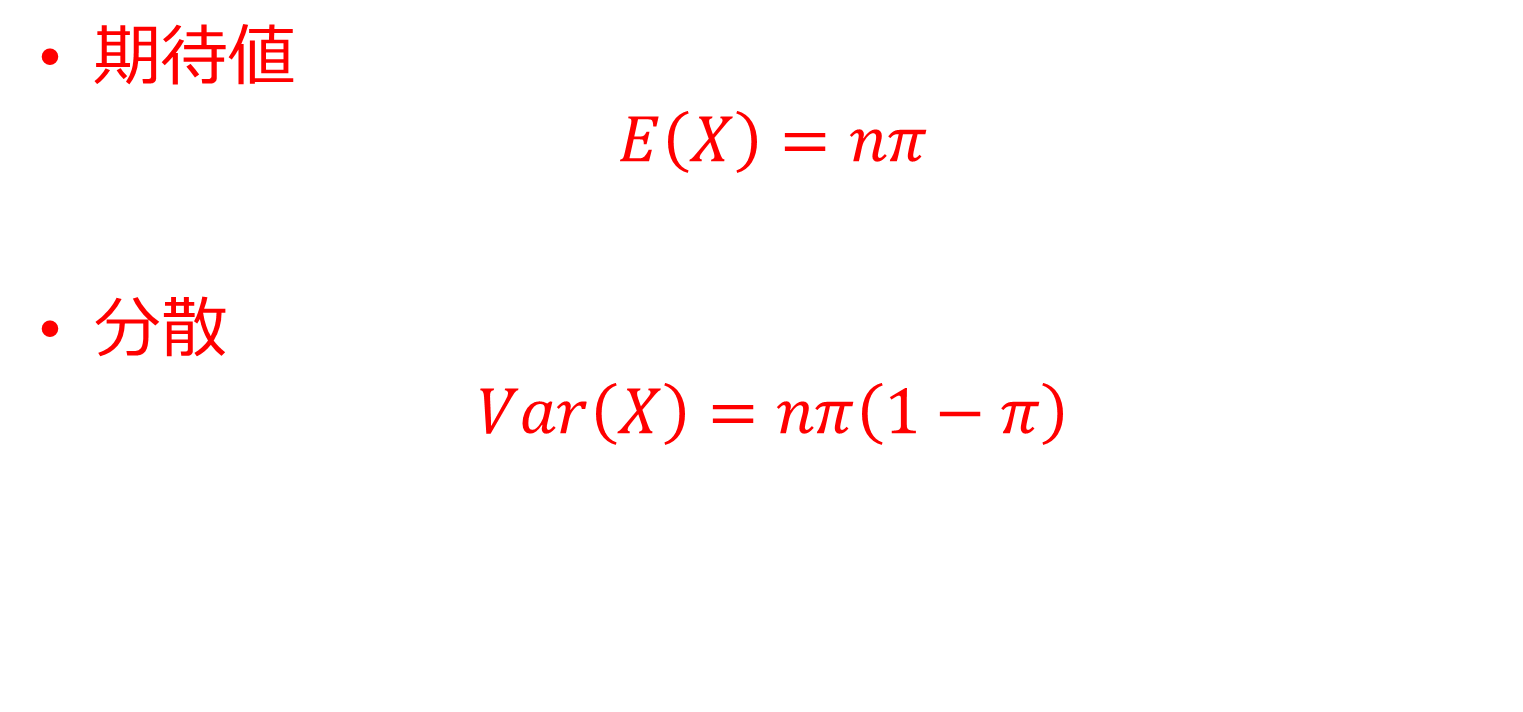 • 期待値
E(X) = nπ
• 分散
Var(X) = nπ(1 − π)